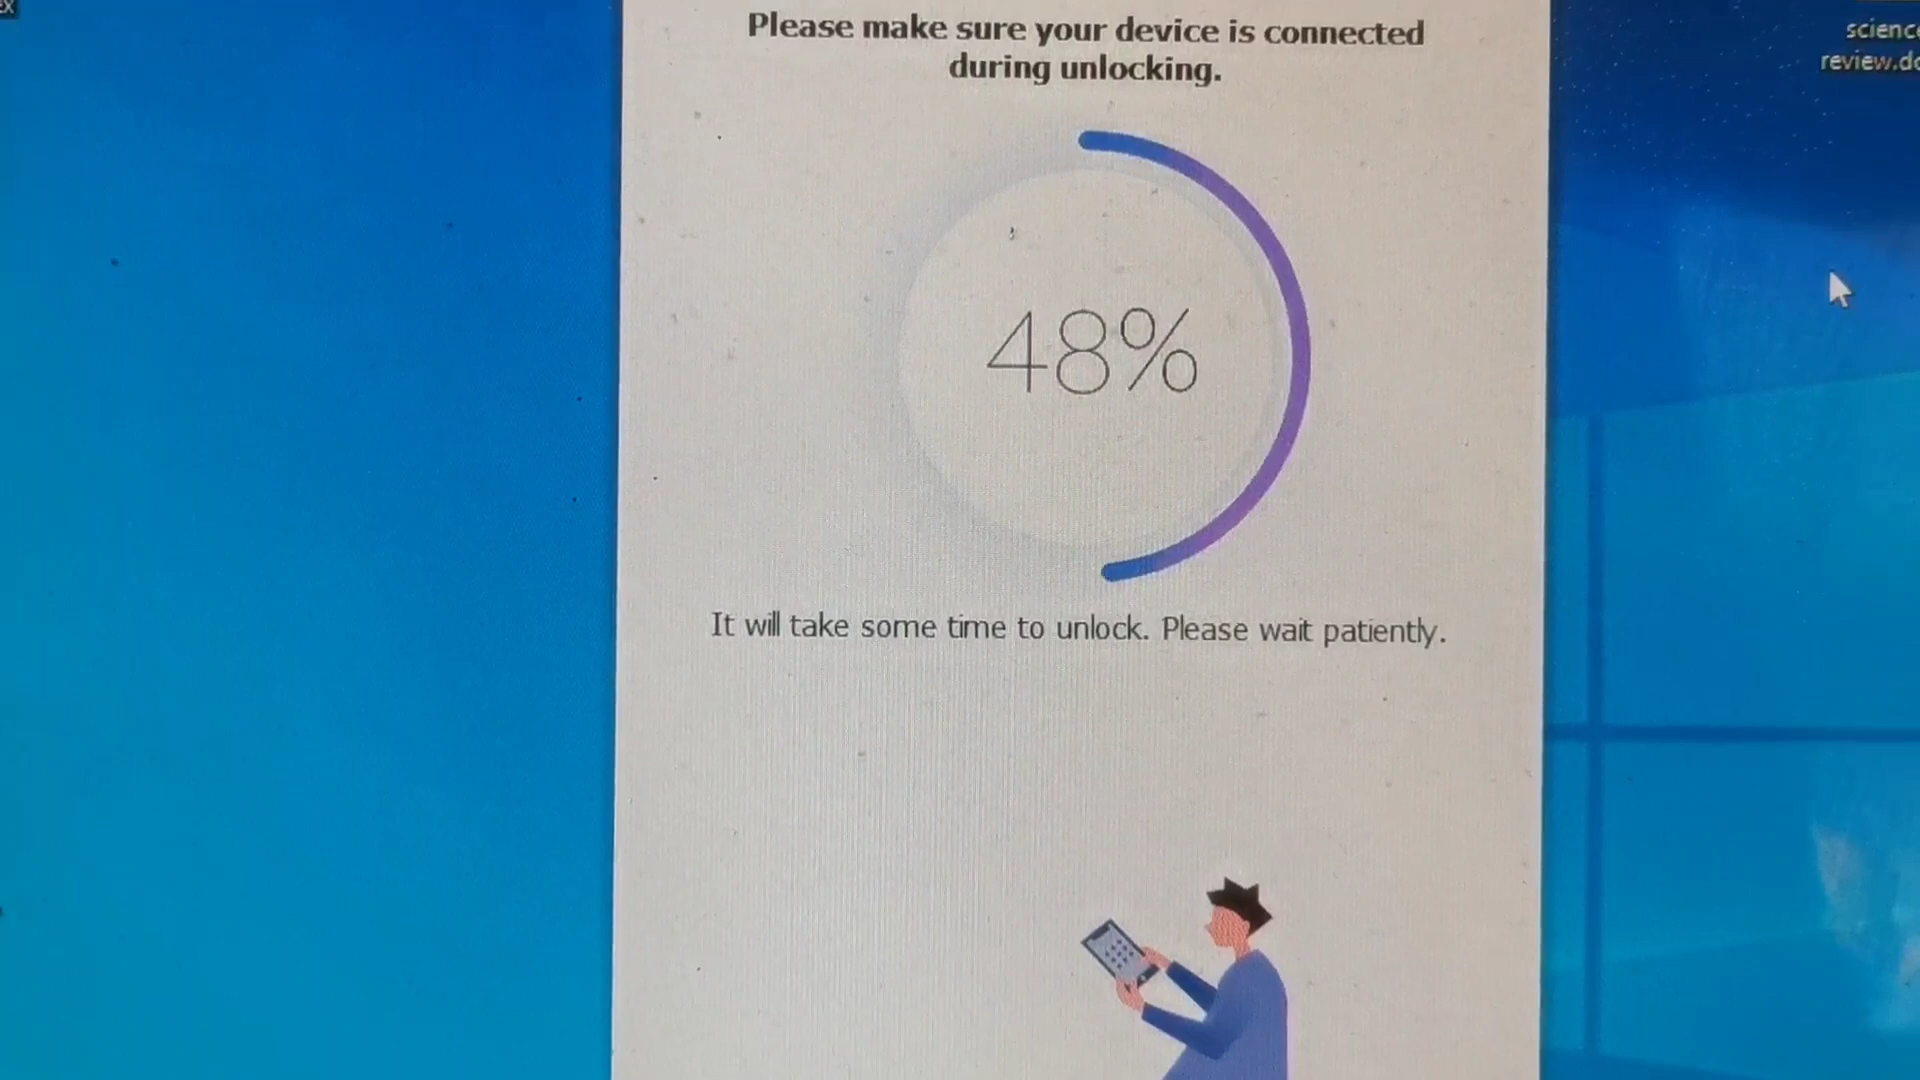 Please make sure your device is connected
during unlocking.
48%
It will take some time to unlock. Please wait patiently.